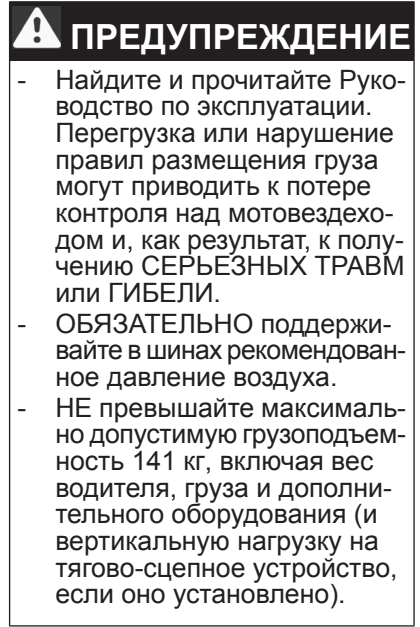 ПРЕДУПРЕЖДЕНИЕ
- Найдите и прочитайте Руко-
водство по эксплуатации.
Перегрузка или нарушение
правил размещения груза
могут приводить к потере
контроля над мотовездехо-
дом и, как результат, к полу-
чению СЕРЬЕЗНЫХ ТРАВМ
или ГИБЕЛИ.
- ОБЯЗАТЕЛЬНО поддержи-
вайте в шинах рекомендован-
ное давление воздуха.
- НЕ превышайте максималь-
но допустимую грузоподъем-
ность 141 кг, включая вес
водителя, груза и дополни-
тельного оборудования (и
вертикальную нагрузку на
тягово-сцепное устройство,
если оно установлено).